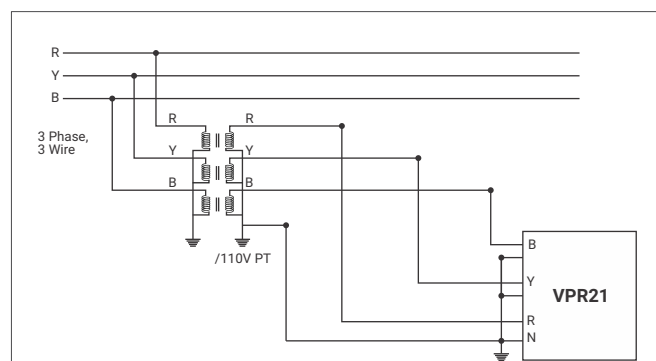 R
Y
B
3 Phase,
3 Wire
R R
Y Y
B B
/110V PT
B
Y
VPR21
R
N